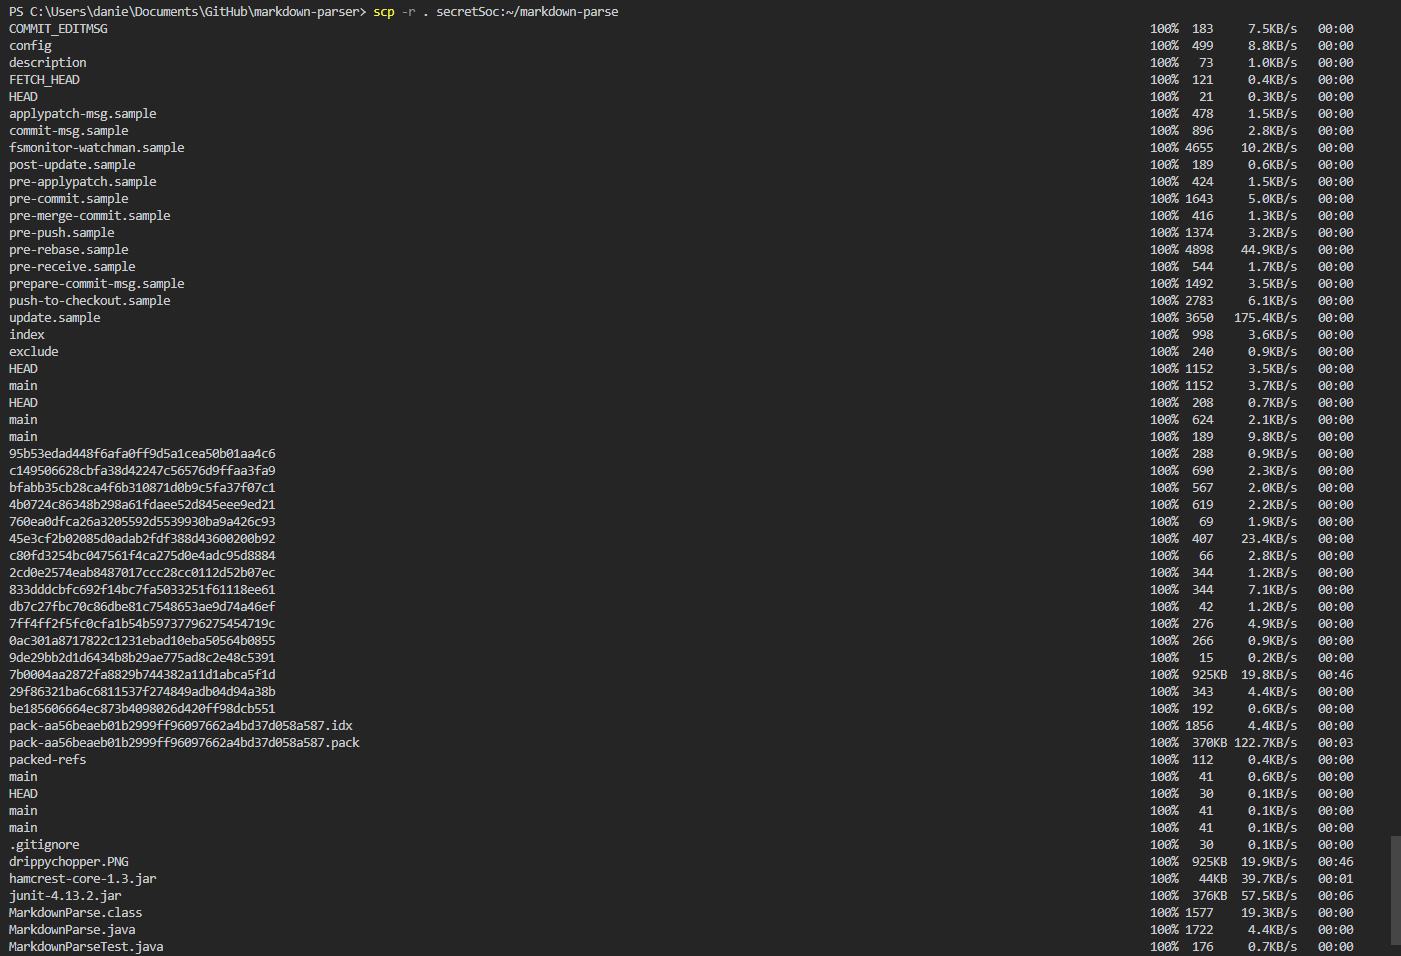 PS C:\Users\danie\Documents\GitHub\markdown-parser> scp -r . secretSoc:~/markdown-parse
COMMIT_EDITMSG 100% 183 7.5KB/s 00:00
config 100% 499 8.8KB/s 00:00
description 100% 73 1.0KB/s 00:00
FETCH_HEAD 100% 121 0.4KB/s 00:00
HEAD 100% 21 0.3KB/s 00:00
applypatch-msg.sample 100% 478 1.5KB/s 00:00
commit-msg.sample 100% 896 2.8KB/s 00:00
fsmonitor-watchman.sample 100% 4655 10.2KB/s 00:00
post-update.sample 100% 189 0.6KB/s 00:00
pre-applypatch.sample 100% 424 1.5KB/s 00:00
pre-commit.sample 100% 1643 5.0KB/s 00:00
pre-merge-commit.sample 100% 416 1.3KB/s 00:00
pre-push.sample 100% 1374 3.2KB/s 00:00
pre-rebase.sample 100% 4898 44.9KB/s 00:00
pre-receive.sample 100% 544 1.7KB/s 00:00
prepare-commit-msg.sample 100% 1492 3.5KB/s 00:00
push-to-checkout.sample 100% 2783 6.1KB/s 00:00
update.sample 100% 3650 175.4KB/s 00:00
index 100% 998 3.6KB/s 00:00
exclude 100% 240 0.9KB/s 00:00
HEAD 100% 1152 3.5KB/s 00:00
main 100% 1152 3.7KB/s 00:00
HEAD 100% 208 0.7KB/s 00:00
main 100% 624 2.1KB/s 00:00
main 100% 189 9.8KB/s 00:00
95b53edad448f6afa0ff9d5a1cea50b01aa4c6 100% 288 0.9KB/s 00:00
c149506628cbfa38d42247c56576d9ffaa3fa9 100% 690 2.3KB/s 00:00
bfabb35cb28ca4f6b310871d0b9c5fa37f07c1 100% 567 2.0KB/s 00:00
4b0724c86348b298a61fdaee52d845eee9ed21 100% 619 2.2KB/s 00:00
760ea0dfca26a3205592d5539930ba9a426c93 100% 69 1.9KB/s 00:00
45e3cf2b02085d0adab2fdf388d43600200b92 100% 407 23.4KB/s 00:00
c80fd3254bc047561f4ca275d0e4adc95d8884 100% 66 2.8KB/s 00:00
2cd0e2574eab8487017ccc28cc0112d52b07ec 100% 344 1.2KB/s 00:00
833dddcbfc692f14bc7fa5033251f61118ee61 100% 344 7.1KB/s 00:00
db7c27fbc70c86dbe81c7548653ae9d74a46ef 100% 42 1.2KB/s 00:00
7ff4ff2f5fc0cfa1b54b59737796275454719c 100% 276 4.9KB/s 00:00
0ac301a8717822c1231ebad10eba50564b0855 100% 266 0.9KB/s 00:00
9de29bb2d1d6434b8b29ae775ad8c2e48c5391 100% 15 0.2KB/s 00:00
7b0004aa2872fa8829b744382a11d1abca5f1d 100% 925KB 19.8KB/s 00:46
29f86321ba6c6811537f274849adb04d94a38b 100% 343 4.4KB/s 00:00
be185606664ec873b4098026d420ff98dcb551 100% 192 0.6KB/s 00:00
pack-aa56beaeb01b2999ff96097662a4bd37d058a587.idx 100% 1856 4.4KB/s 00:00
pack-aa56beaeb01b2999ff96097662a4bd37d058a587.pack 100% 370KB 122.7KB/s 00:03
packed-refs 100% 112 0.4KB/s 00:00
main 100% 41 0.6KB/s 00:00
HEAD 100% 30 0.1KB/s 00:00
main 100% 41 0.1KB/s 00:00
main 100% 41 0.1KB/s 00:00
.gitignore 100% 30 0.1KB/s 00:00
drippychopper.PNG 100% 925KB 19.9KB/s 00:46
hamcrest-core-1.3.jar 100% 44KB 39.7KB/s 00:01
junit-4.13.2.jar 100% 376KB 57.5KB/s 00:06
MarkdownParse.class 100% 1577 19.3KB/s 00:00
MarkdownParse.java 100% 1722 4.4KB/s 00:00
MarkdownParseTest.java 100% 176 0.7KB/s 00:00